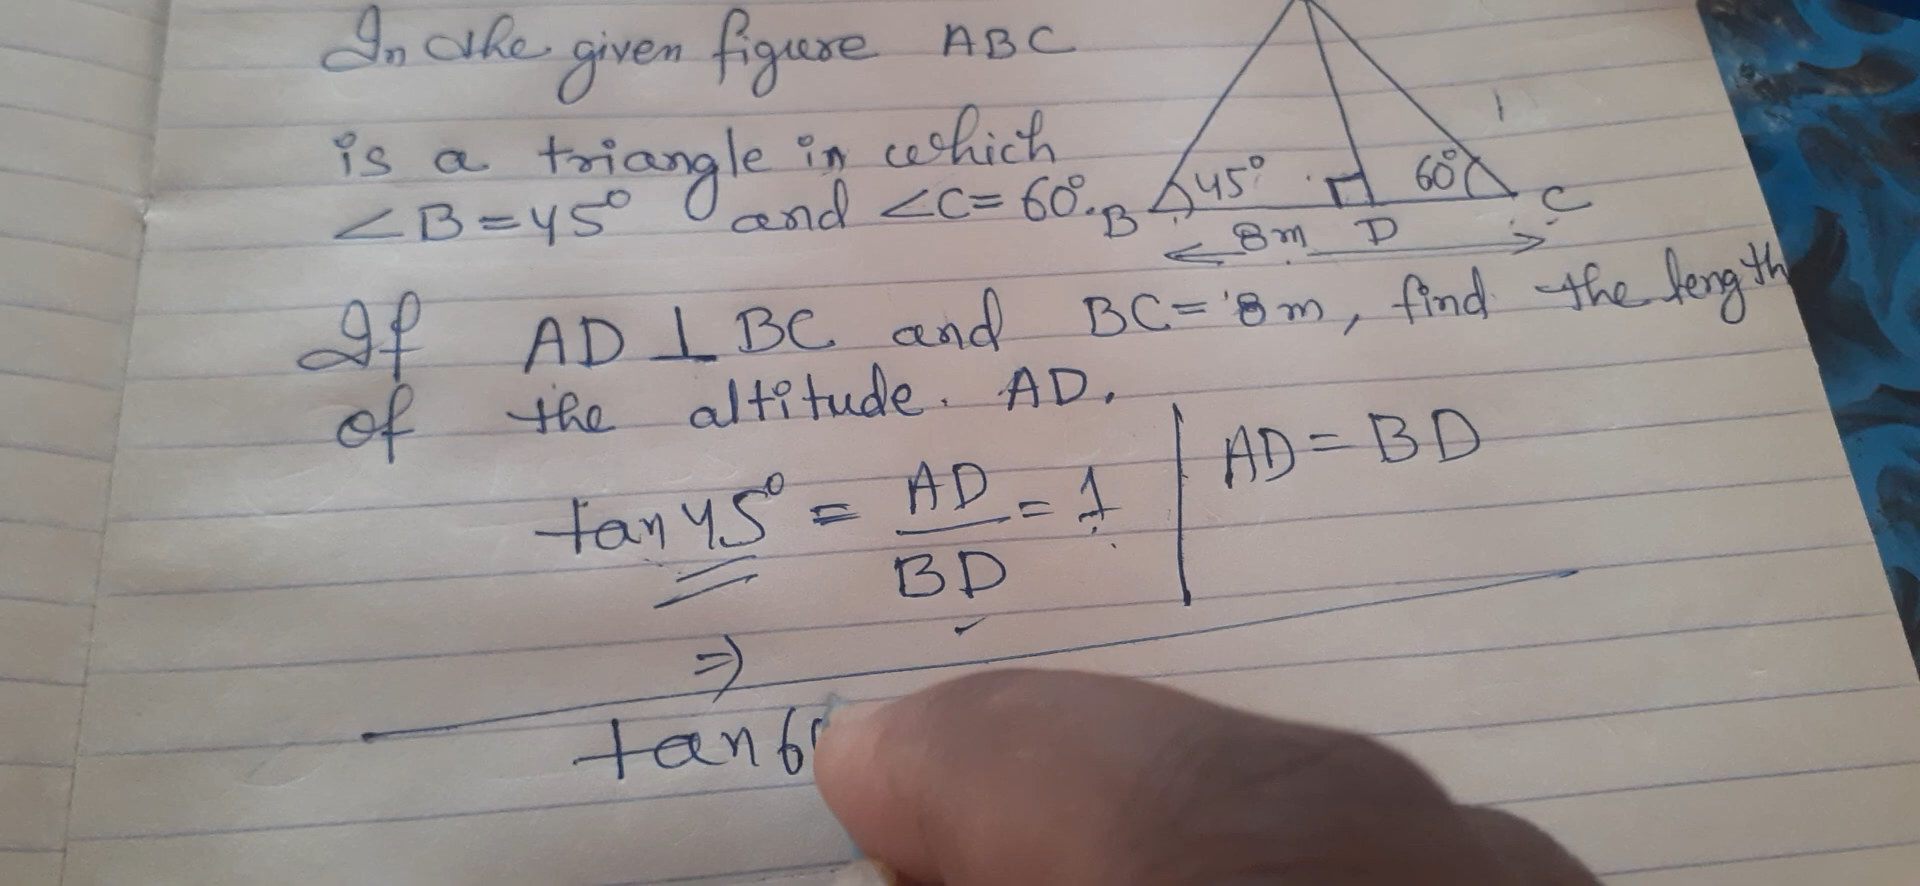 In the given figure ABC
is a triangle in which
∠B=45° and ∠C=60°.
45° 60°
B D C
8m
If AD ⊥ BC and BC=8m, find the length
of the altitude. AD.
tan 45° = AD/BD = 1 | AD = BD
⇒
tan